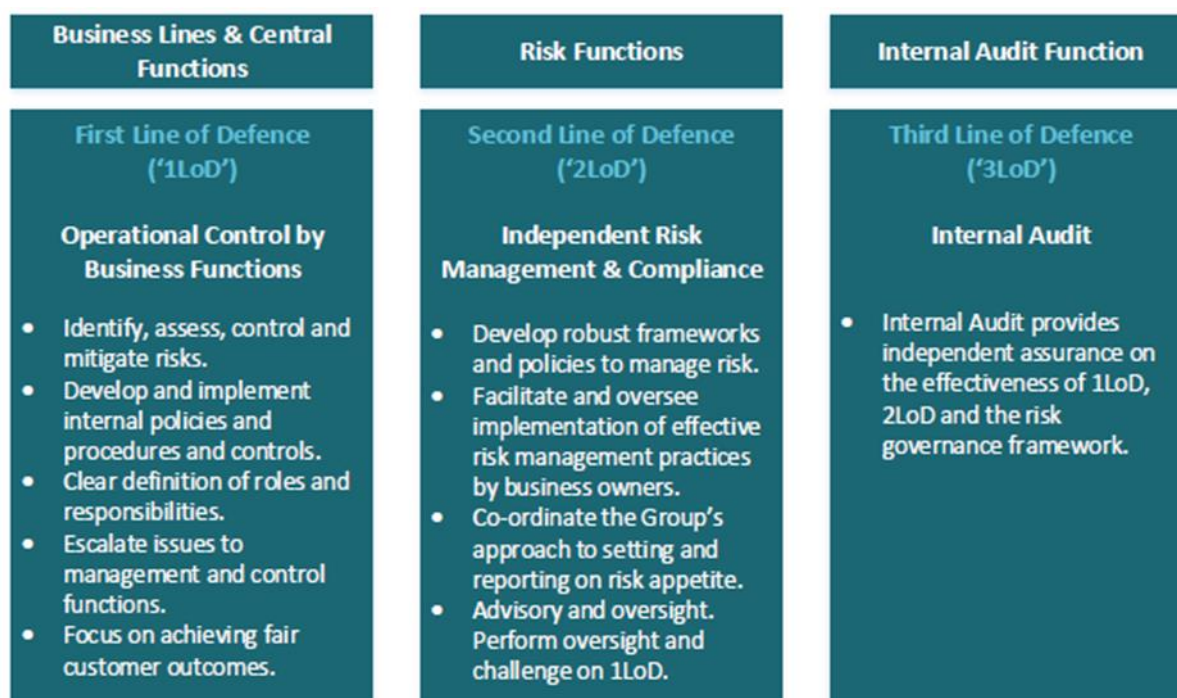 Business Lines & Central
Functions
Risk Functions
Internal Audit Function
First Line of Defence
(‘1LoD’)
Operational Control by
Business Functions
• Identify, assess, control and
mitigate risks.
• Develop and implement
internal policies and
procedures and controls.
• Clear definition of roles and
responsibilities.
• Escalate issues to
management and control
functions.
• Focus on achieving fair
customer outcomes.
Second Line of Defence
(‘2LoD’)
Independent Risk
Management & Compliance
• Develop robust frameworks
and policies to manage risk.
• Facilitate and oversee
implementation of effective
risk management practices
by business owners.
• Co-ordinate the Group’s
approach to setting and
reporting on risk appetite.
• Advisory and oversight.
Perform oversight and
challenge on 1LoD.
Third Line of Defence
(‘3LoD’)
Internal Audit
• Internal Audit provides
independent assurance on
the effectiveness of 1LoD,
2LoD and the risk
governance framework.